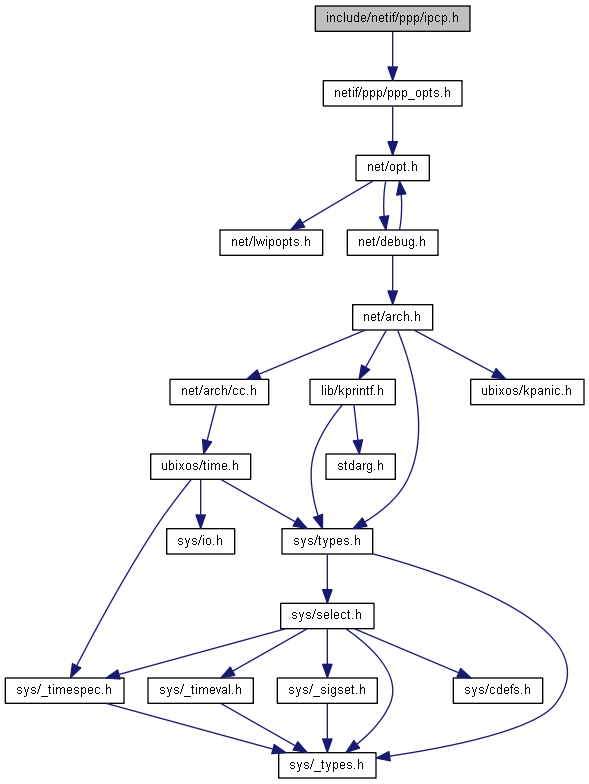 include/netif/ppp/ipcp.h
netif/ppp/ppp_opts.h
net/opt.h
net/lwipopts.h
net/debug.h
net/arch.h
net/arch/cc.h
lib/kprintf.h
ubixos/kpanic.h
ubixos/time.h
stdarg.h
sys/io.h
sys/types.h
sys/select.h
sys/_timespec.h
sys/_timeval.h
sys/_sigset.h
sys/cdefs.h
sys/_types.h